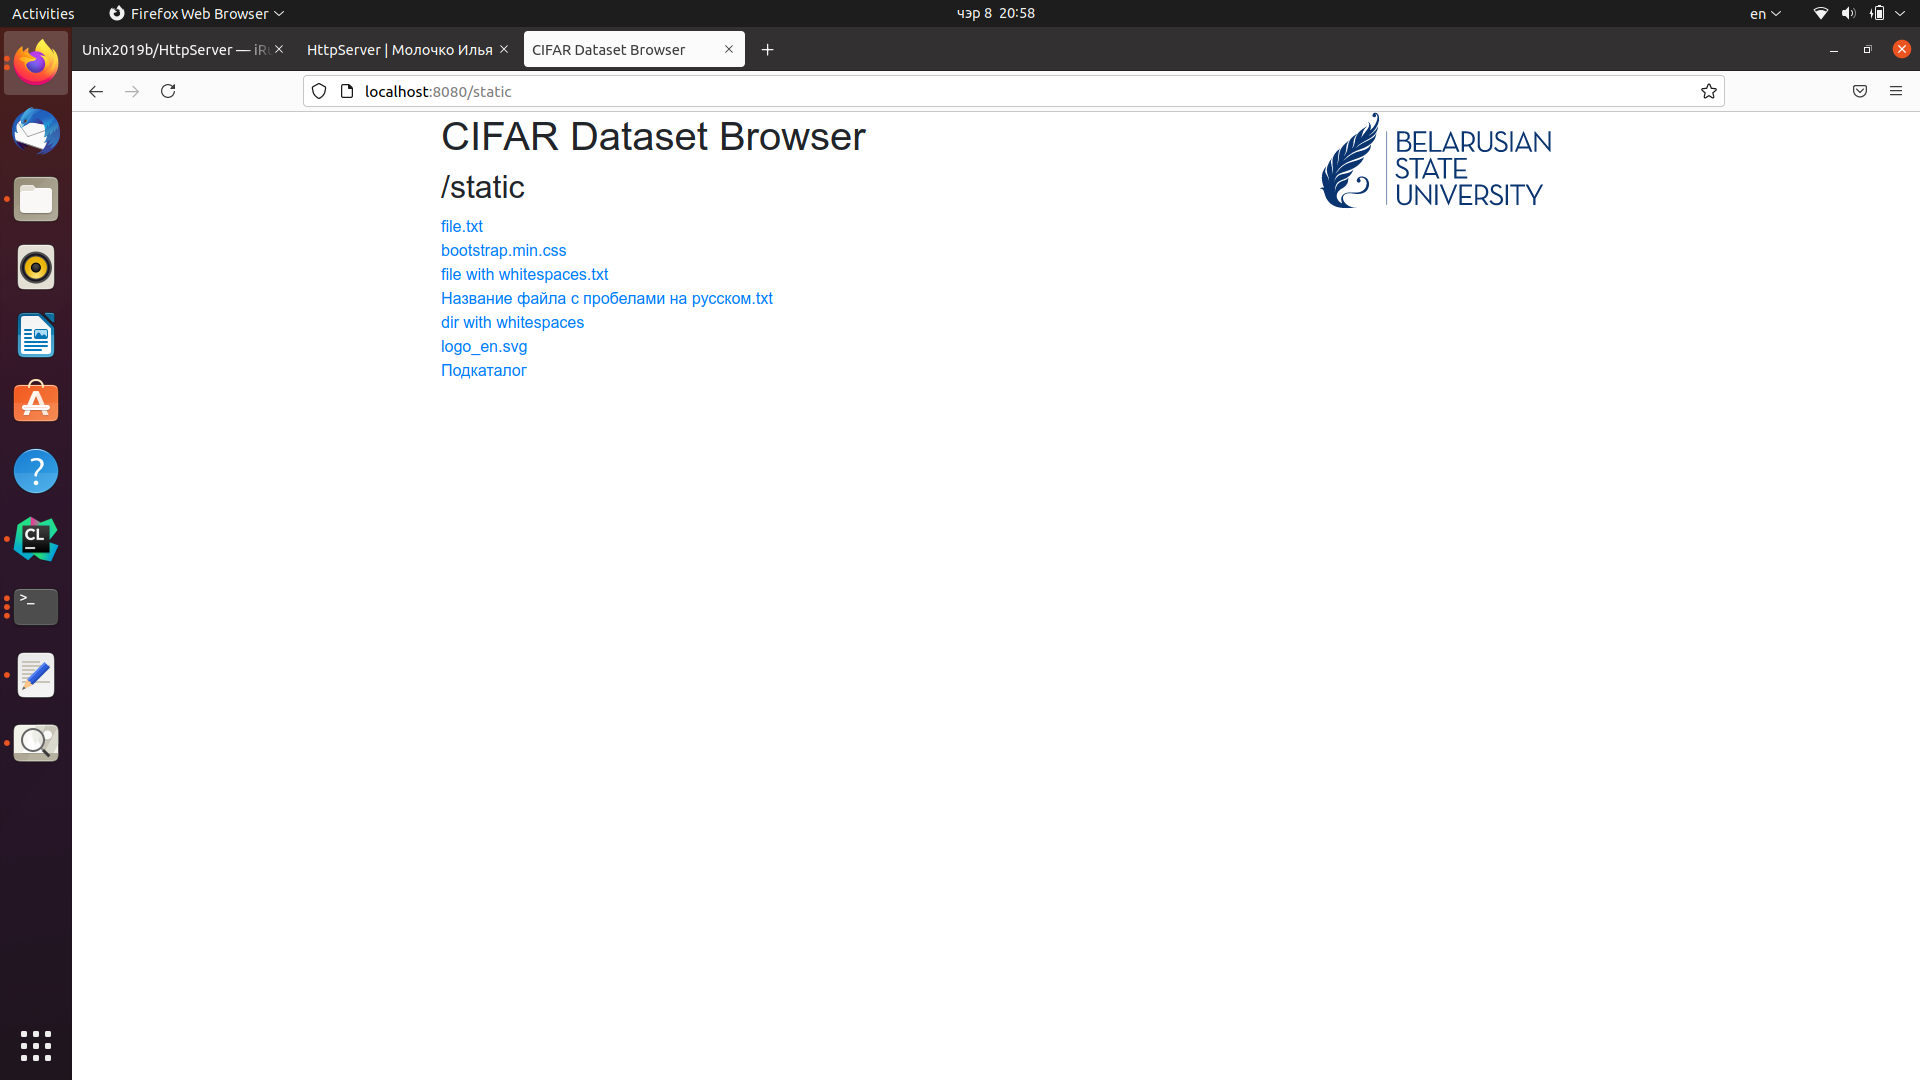 Activities
Firefox Web Browser
чэр 8 20:58
en
Unix2019b/HttpServer — iR
HttpServer | Молочко Илья
CIFAR Dataset Browser
localhost:8080/static
CIFAR Dataset Browser
BELARUSIAN
STATE
UNIVERSITY
/static
file.txt
bootstrap.min.css
file with whitespaces.txt
Название файла с пробелами на русском.txt
dir with whitespaces
logo_en.svg
Подкаталог
?
CL
>_